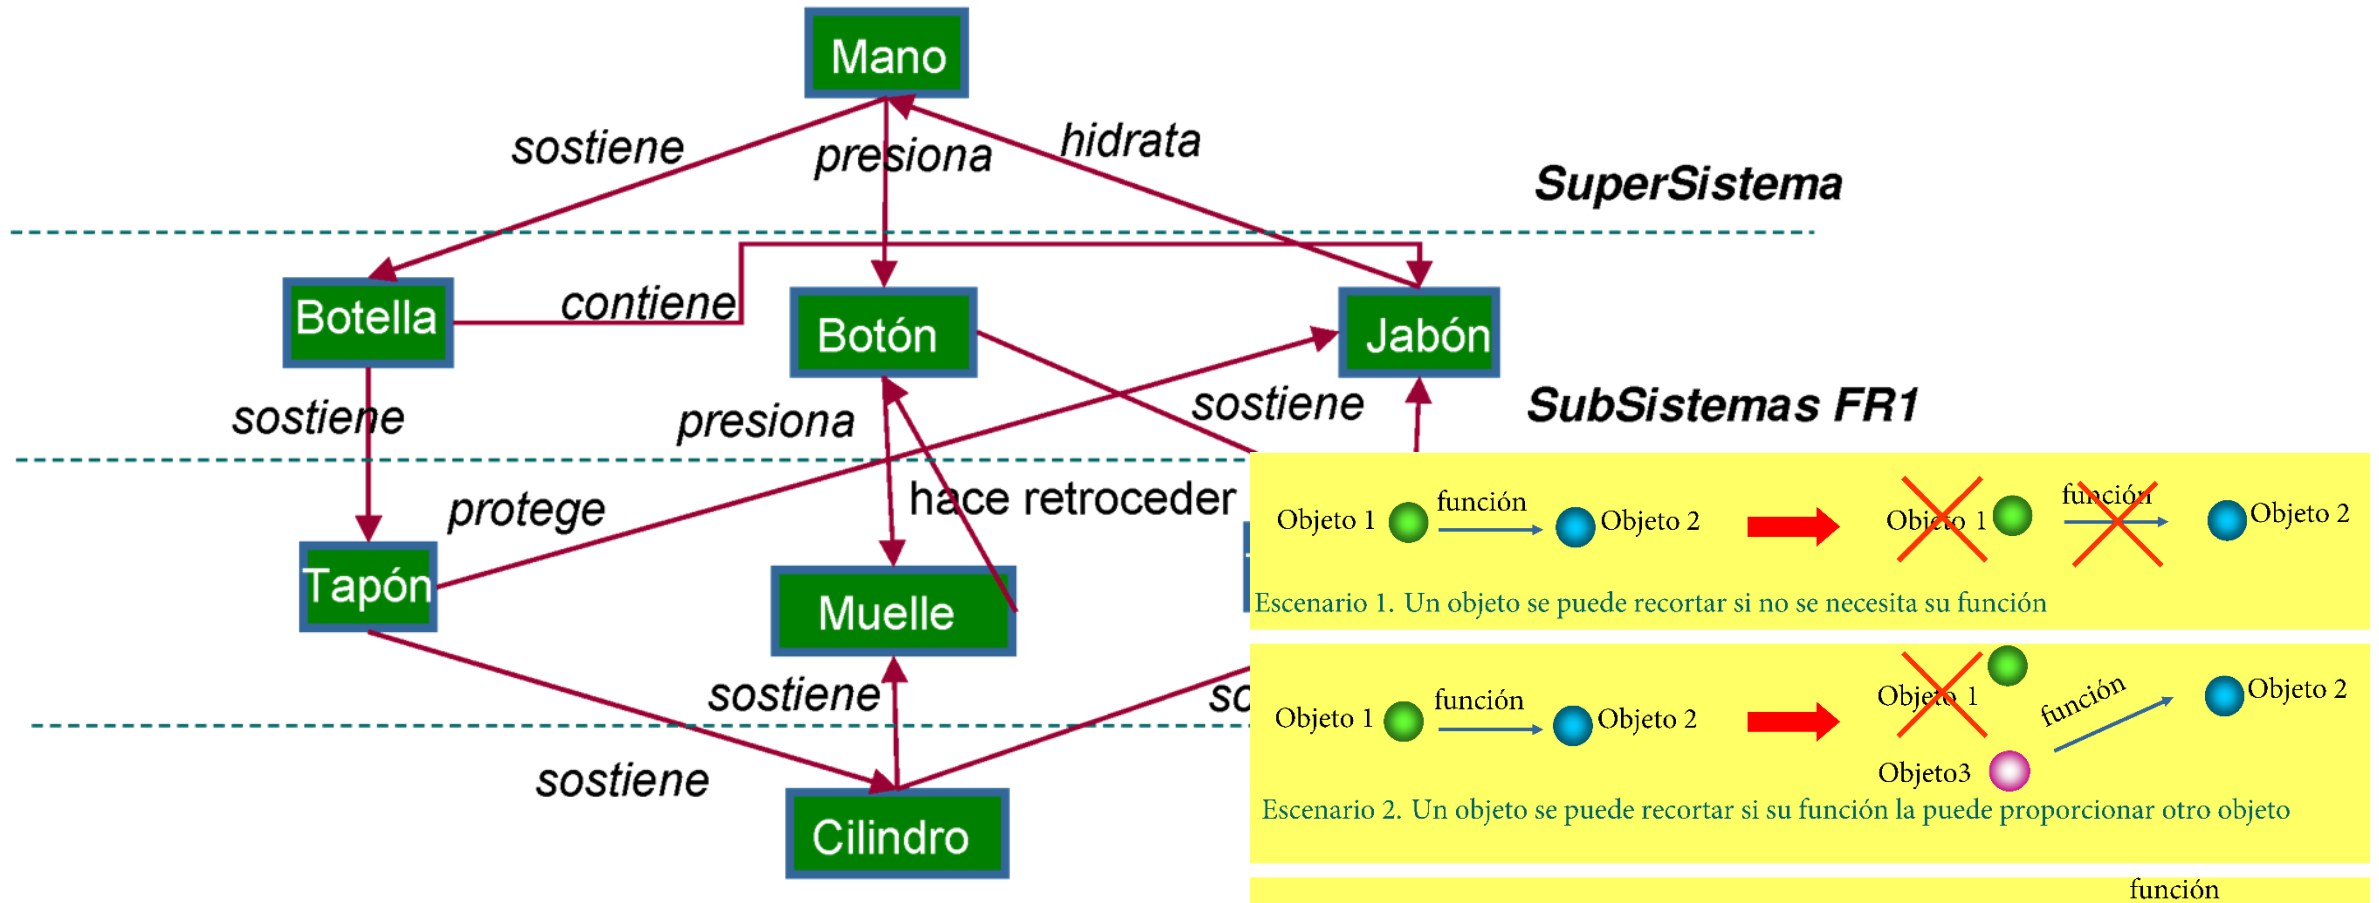 Mano
sostiene
presiona
hidrata
SuperSistema
Botella
contiene
Botón
Jabón
sostiene
presiona
sostiene
SubSistemas FR1
protege
hace retroceder
Tapón
Muelle
sostiene
so
sostiene
Cilindro
Objeto 1
función
Objeto 2
Objeto 1
función
Objeto 2
Escenario 1. Un objeto se puede recortar si no se necesita su función
Objeto 1
función
Objeto 2
Objeto 1
función
Objeto 2
Objeto3
Escenario 2. Un objeto se puede recortar si su función la puede proporcionar otro objeto
función